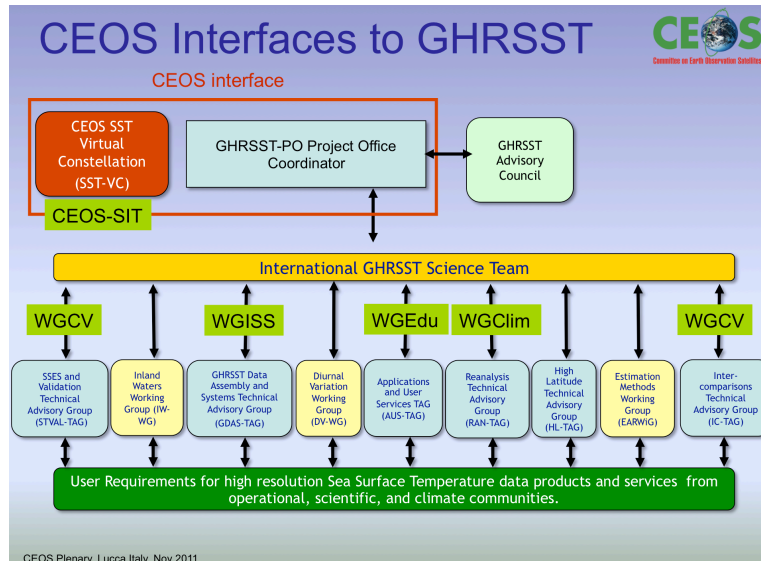 CEOS Interfaces to GHRSST
CEOS
Committee on Earth Observation Satellites
CEOS interface
CEOS SST
Virtual
Constellation
(SST-VC)
GHRSST-PO Project Office
Coordinator
GHRSST
Advisory
Council
CEOS-SIT
International GHRSST Science Team
WGCV
WGISS
WGEdu
WGClim
WGCV
SSES and
Validation
Technical
Advisory Group
(STVAL-TAG)
Inland
Waters
Working
Group (IW-
WG)
GHRSST Data
Assembly and
Systems Technical
Advisory Group
(GDAS-TAG)
Diurnal
Variation
Working
Group
(DV-WG)
Applications
and User
Services TAG
(AUS-TAG)
Reanalysis
Technical
Advisory
Group
(RAN-TAG)
High
Latitude
Technical
Advisory
Group
(HL-TAG)
Estimation
Methods
Working
Group
(EARWiG)
Inter-
comparisons
Technical
Advisory Group
(IC-TAG)
User Requirements for high resolution Sea Surface Temperature data products and services from
operational, scientific, and climate communities.
CEOS Plenary, Lucca Italy, Nov 2011